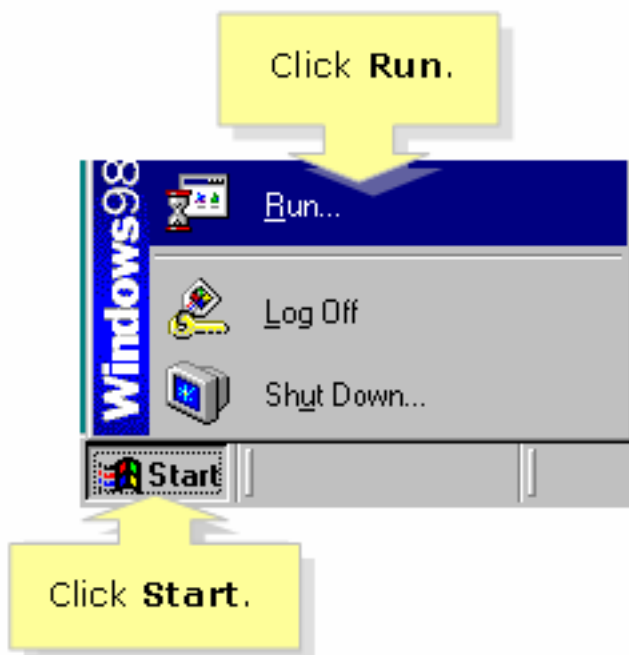 Click Run.
Windows98
Run...
Log Off
Shut Down...
Start
Click Start.